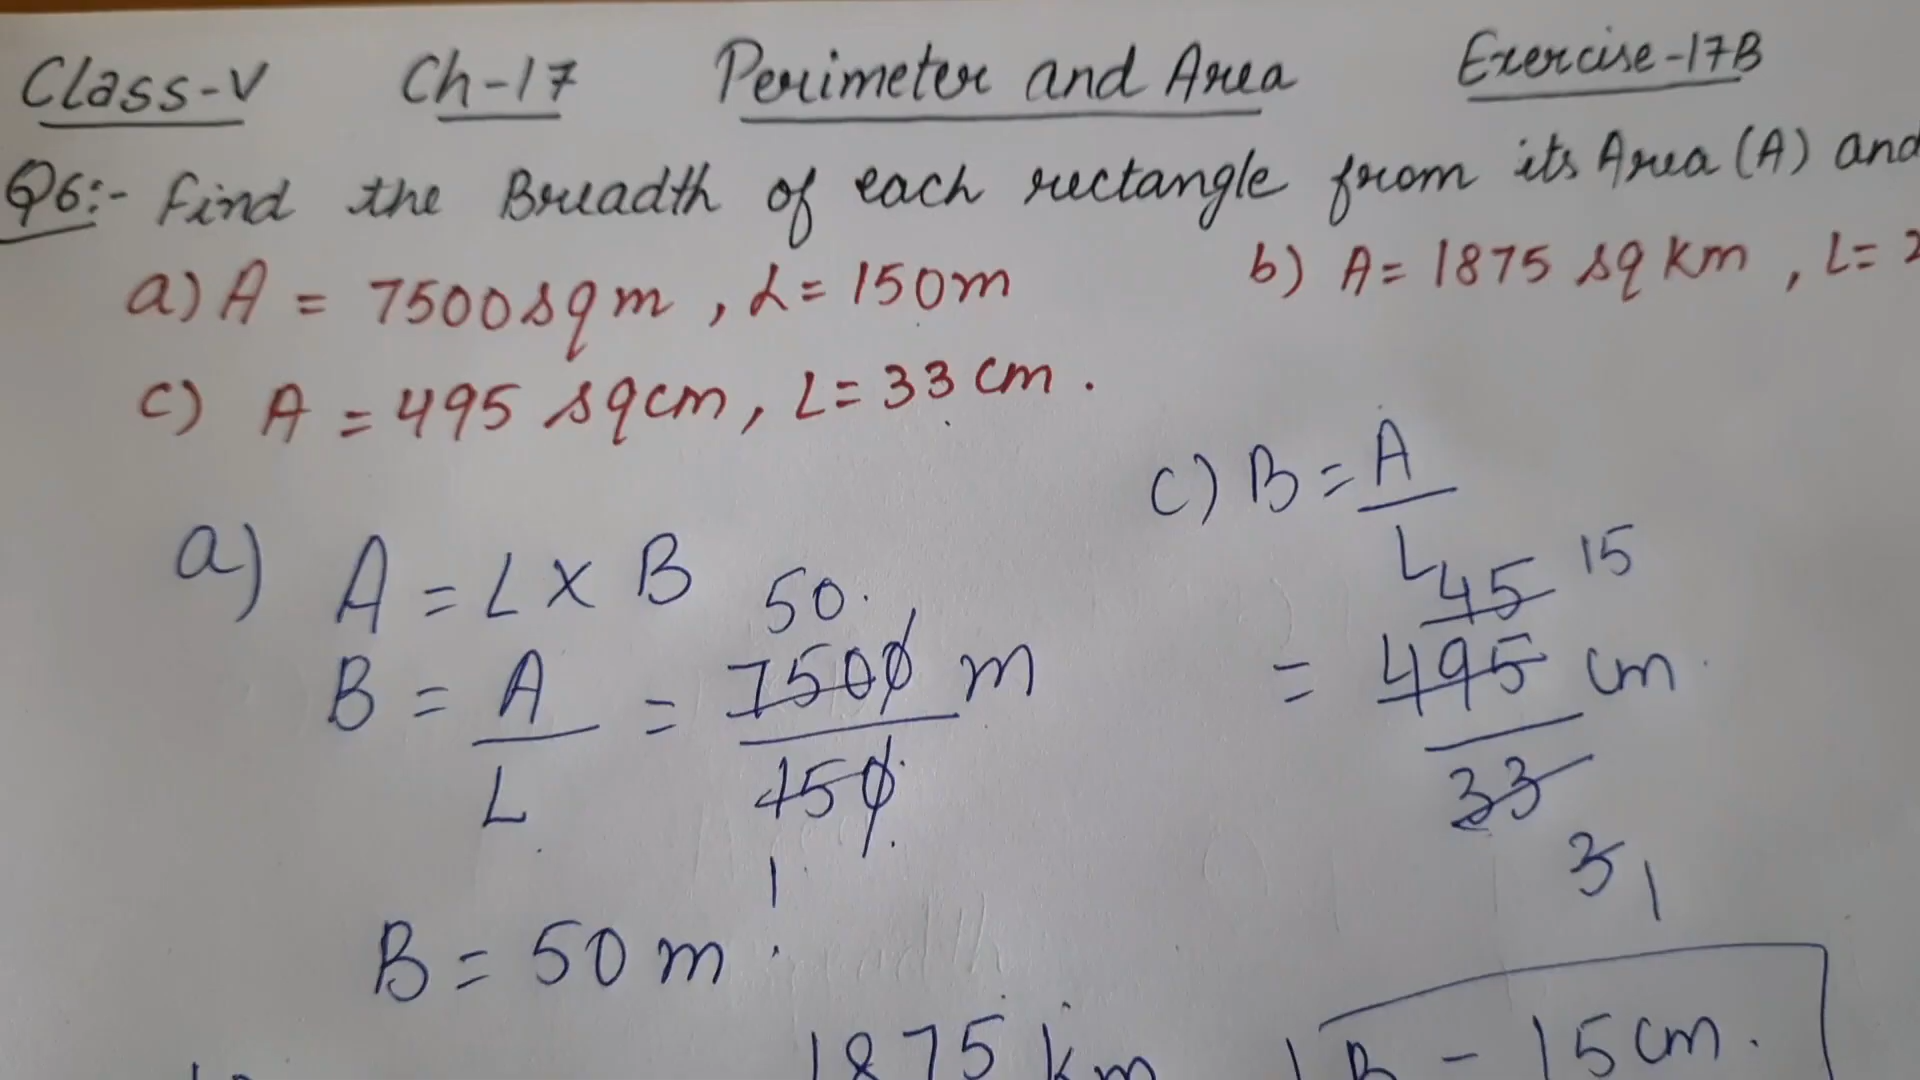 Class-V Ch-17 Perimeter and Area Exercise-17B
Q6:- Find the Breadth of each rectangle from its Area (A) and
a) A = 7500 sq m , L = 150 m b) A = 1875 sq km , L = 2
c) A = 495 sq cm, L = 33 cm .
a) A = L X B
50
B = A/L = 7500/150 m
1
B = 50 m
1875 km
c) B = A/L
45 15
= 495/33 cm
3 1
B = 15 cm .